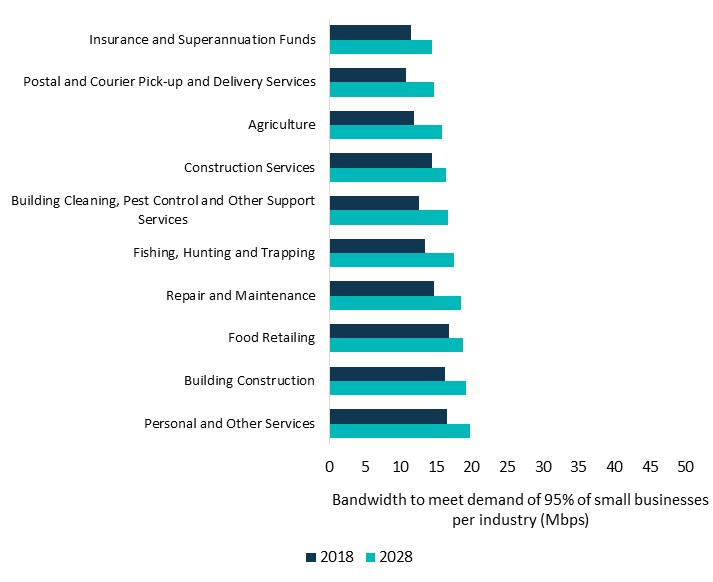 Insurance and Superannuation Funds
Postal and Courier Pick-up and Delivery Services
Agriculture
Construction Services
Building Cleaning, Pest Control and Other Support
Services
Fishing, Hunting and Trapping
Repair and Maintenance
Food Retailing
Building Construction
Personal and Other Services
0 5 10 15 20 25 30 35 40 45 50
Bandwidth to meet demand of 95% of small businesses
per industry (Mbps)
2018 2028